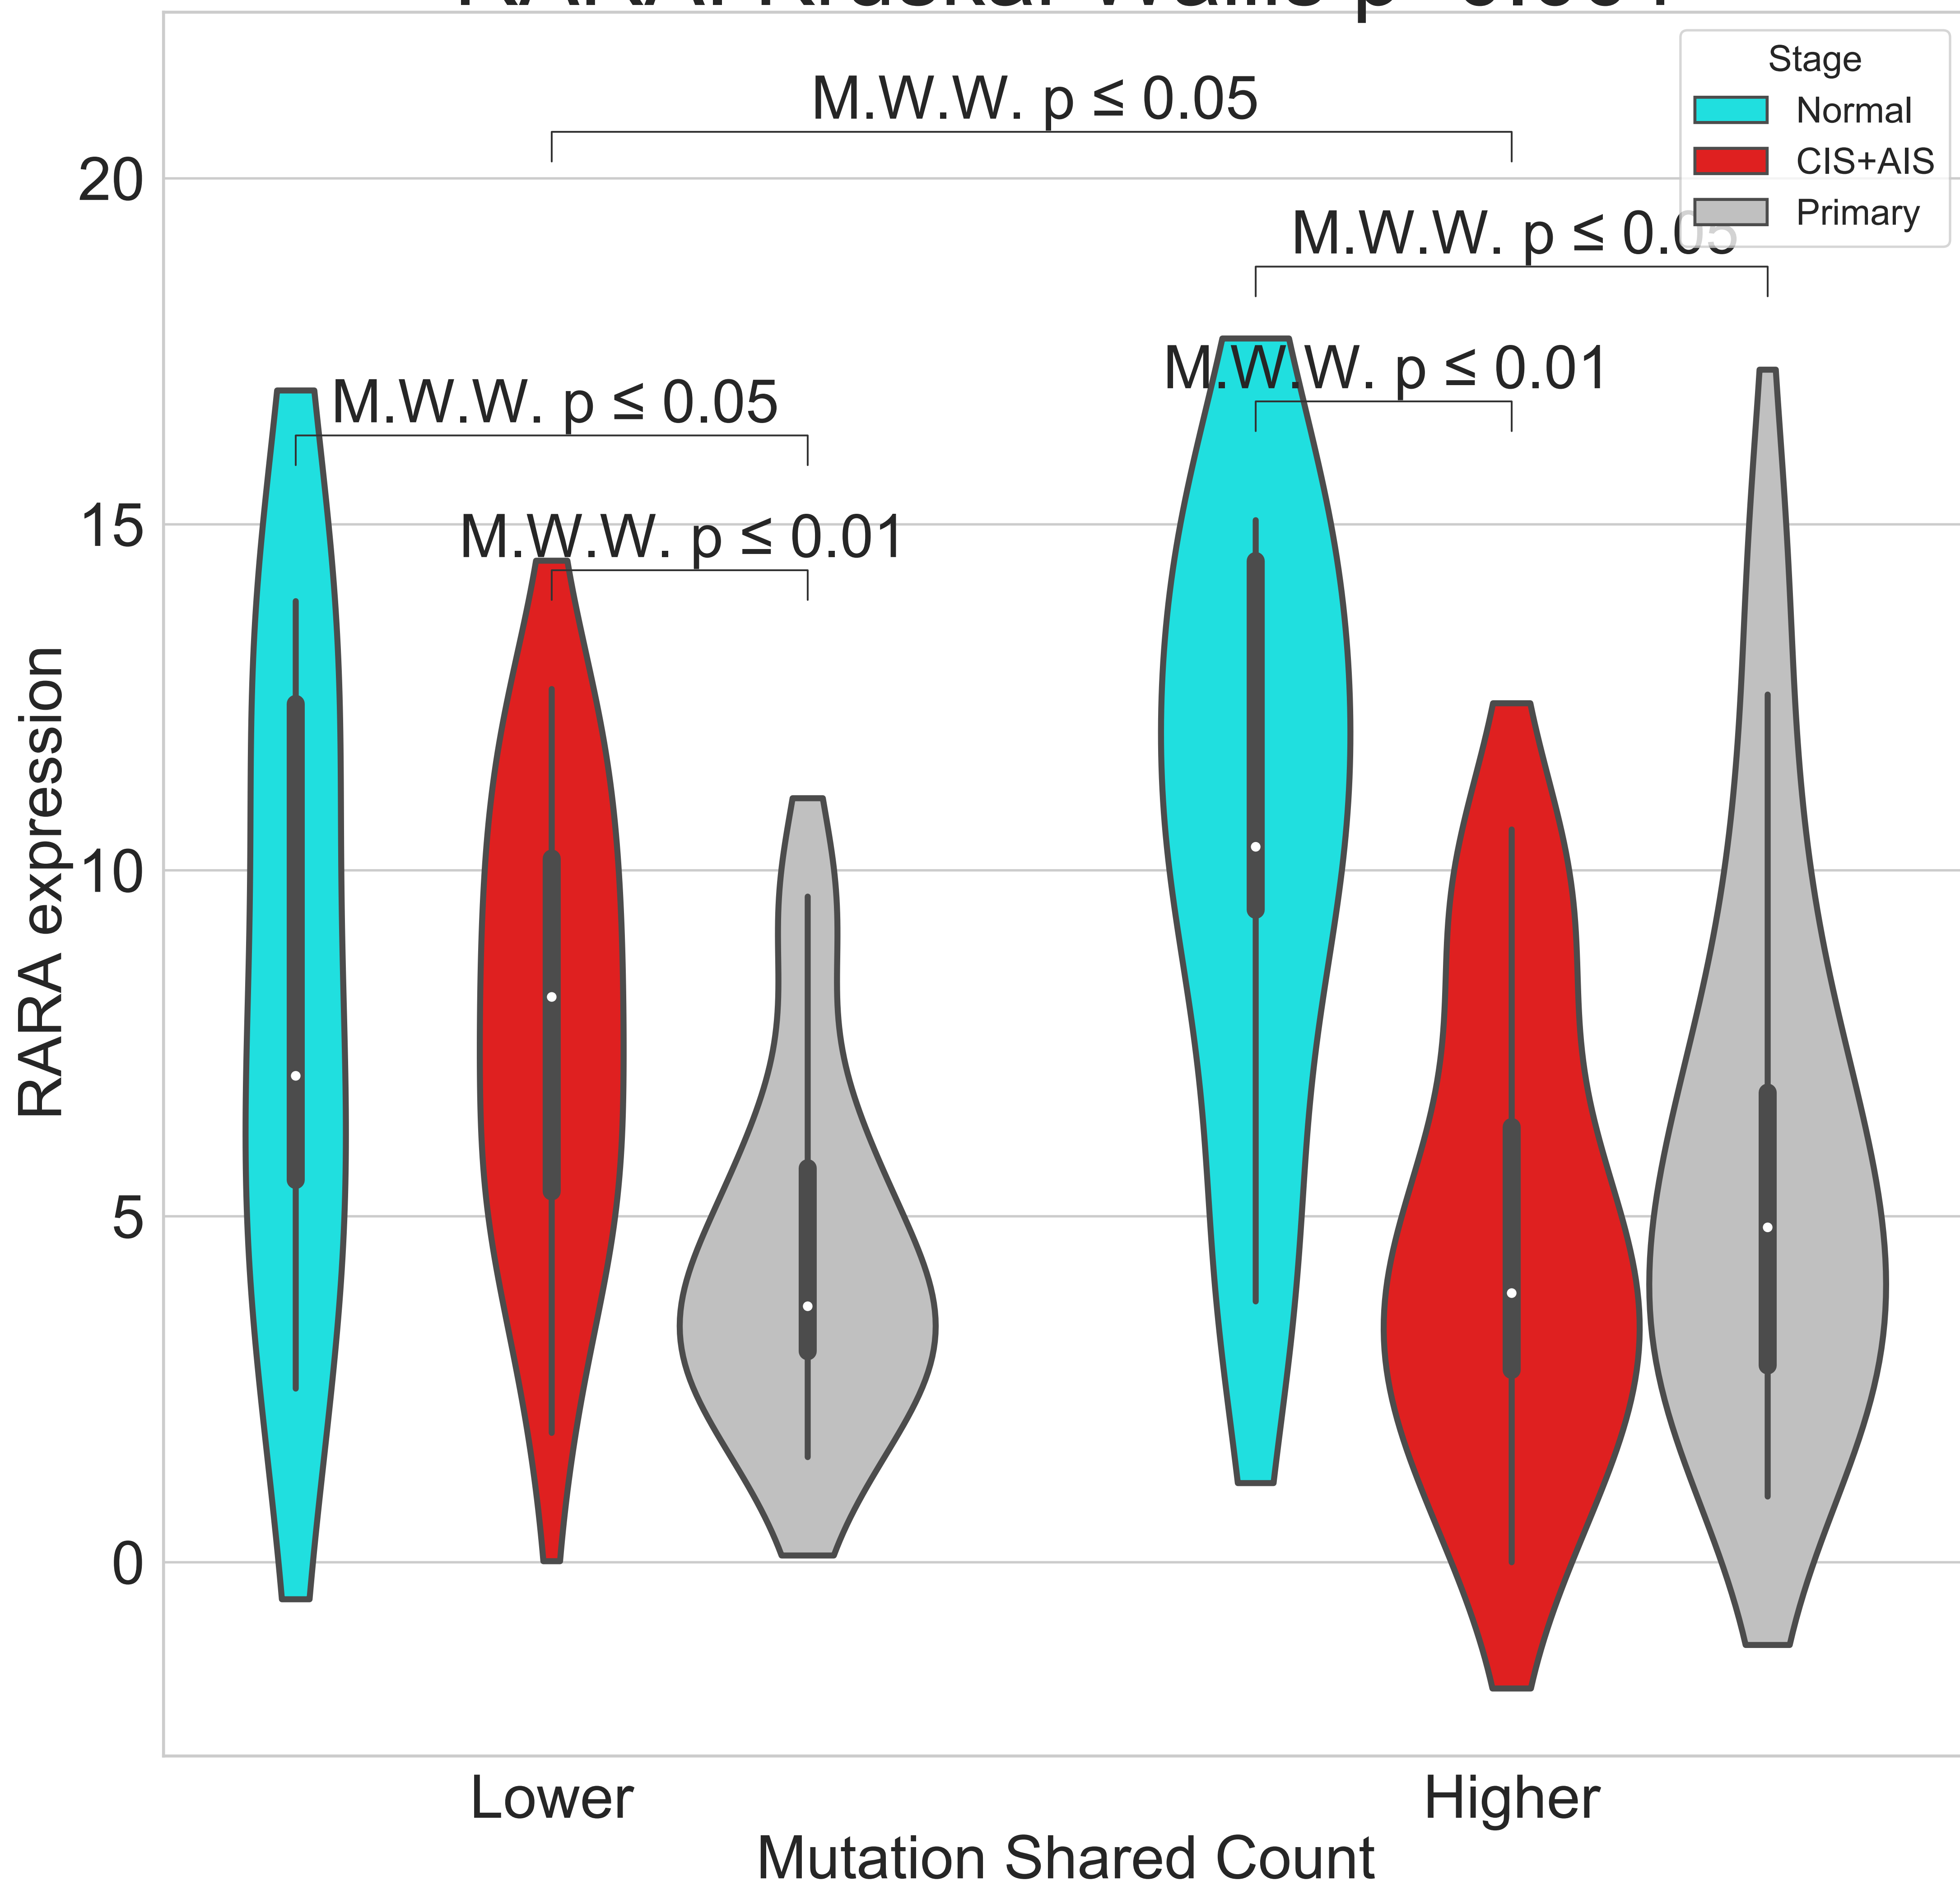 M.W.W. p ≤ 0.05
Stage
Normal
CIS+AIS
Primary
20
M.W.W. p ≤ 0.05
M.W.W. p ≤ 0.01
M.W.W. p ≤ 0.05
15
M.W.W. p ≤ 0.01
RARA expression
10
5
0
Lower
Higher
Mutation Shared Count